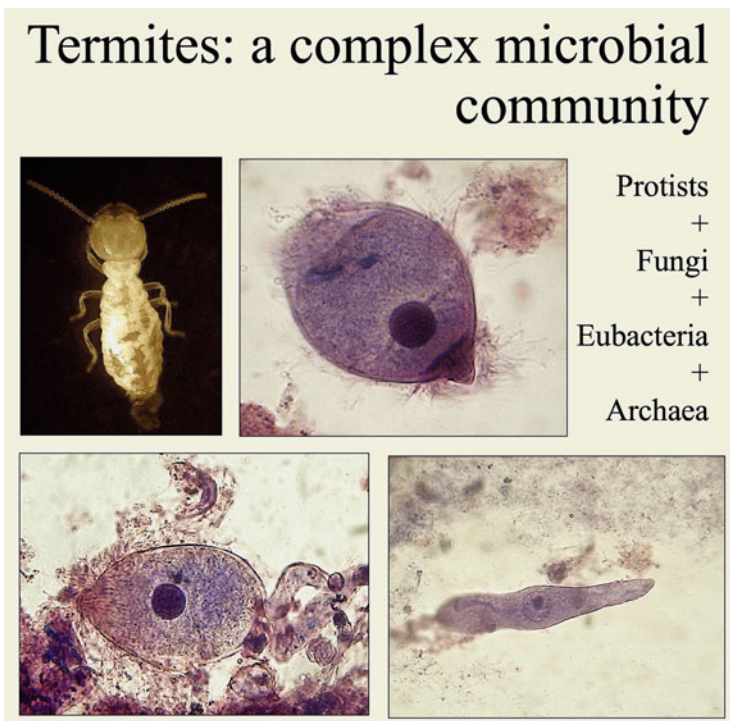 Termites: a complex microbial
community
Protists
+
Fungi
+
Eubacteria
+
Archaea